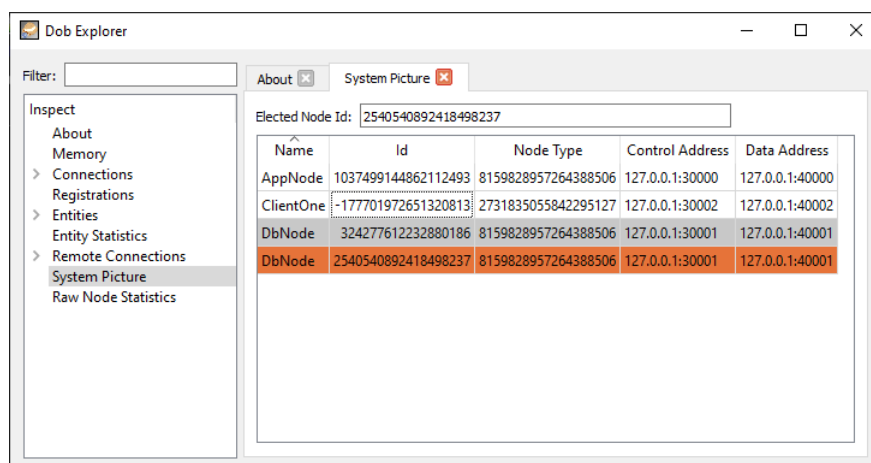 Dob Explorer
Filter:
About
System Picture
Inspect
About
Memory
Connections
Registrations
Entities
Entity Statistics
Remote Connections
System Picture
Raw Node Statistics
Elected Node Id: 2540540892418498237
Name Id Node Type Control Address Data Address
AppNode 1037499144862112493 8159828957264388506 127.0.0.1:30000 127.0.0.1:40000
ClientOne -177701972651320813 2731835055842295127 127.0.0.1:30002 127.0.0.1:40002
DbNode 324277612232880186 8159828957264388506 127.0.0.1:30001 127.0.0.1:40001
DbNode 2540540892418498237 8159828957264388506 127.0.0.1:30001 127.0.0.1:40001